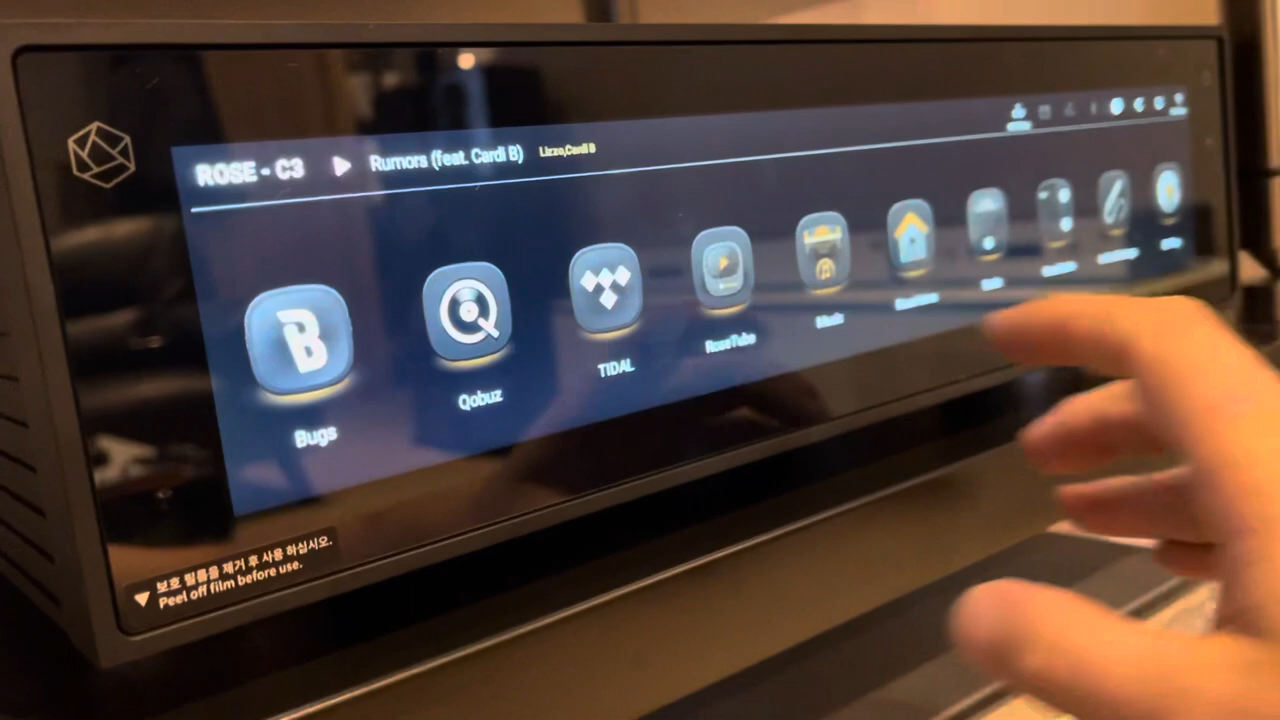 ROSE - C3 Rumors (feat. Cardi B) Lizzo,Cardi B
Bugs
Qobuz
TIDAL
RoseTube
Music
보호 필름을 제거 후 사용 하십시오.
Peel off film before use.